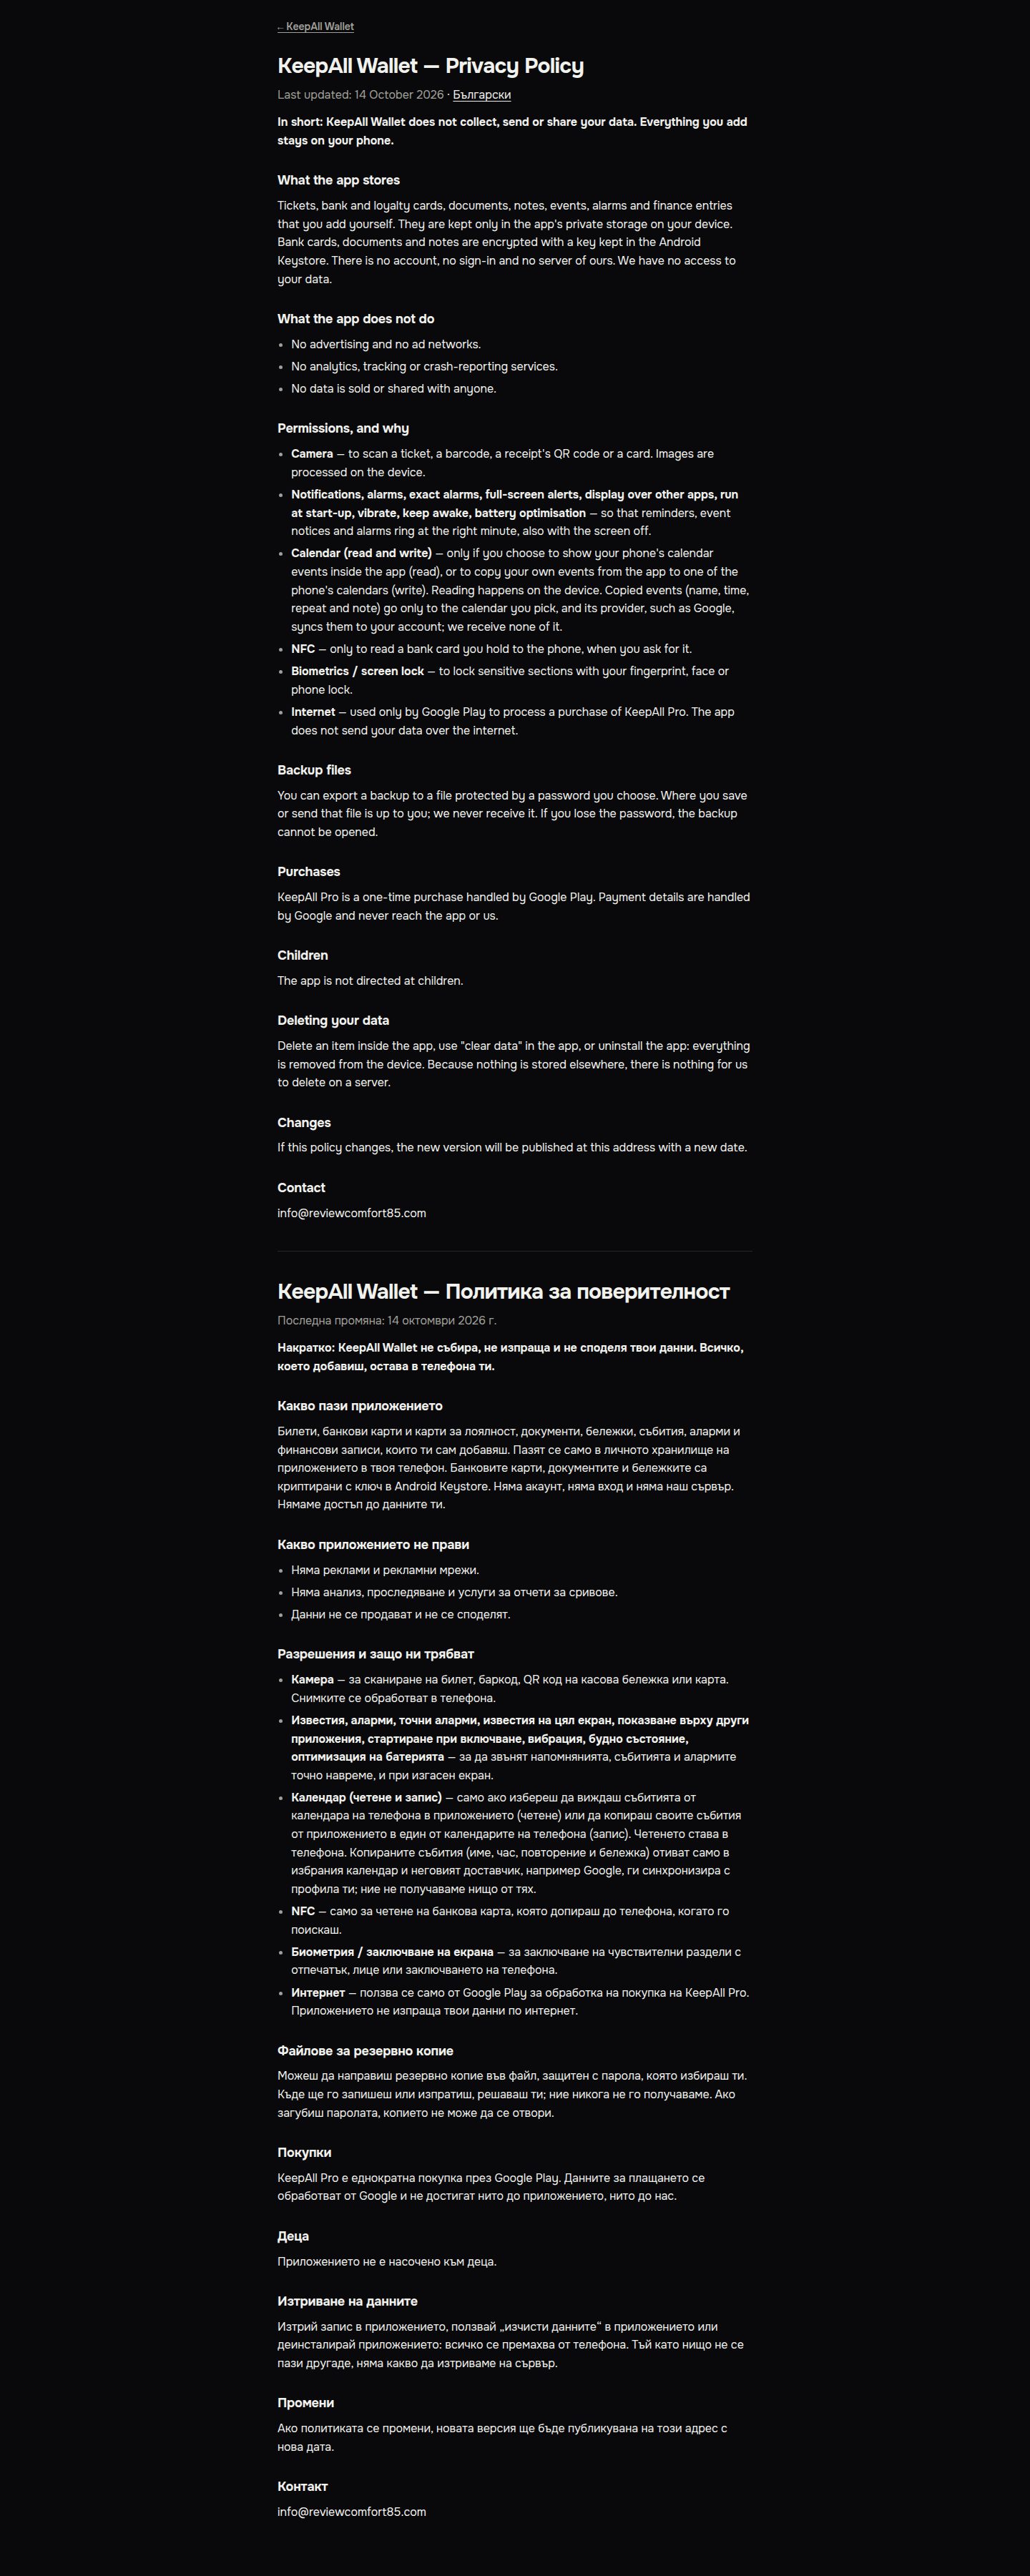 ← KeepAll Wallet
KeepAll Wallet — Privacy Policy
Last updated: 14 October 2026 · Български
In short: KeepAll Wallet does not collect, send or share your data. Everything you add
stays on your phone.
What the app stores
Tickets, bank and loyalty cards, documents, notes, events, alarms and finance entries
that you add yourself. They are kept only in the app's private storage on your device.
Bank cards, documents and notes are encrypted with a key kept in the Android
Keystore. There is no account, no sign-in and no server of ours. We have no access to
your data.
What the app does not do
• No advertising and no ad networks.
• No analytics, tracking or crash-reporting services.
• No data is sold or shared with anyone.
Permissions, and why
• Camera — to scan a ticket, a barcode, a receipt's QR code or a card. Images are
processed on the device.
• Notifications, alarms, exact alarms, full-screen alerts, display over other apps, run
at start-up, vibrate, keep awake, battery optimisation — so that reminders, event
notices and alarms ring at the right minute, also with the screen off.
• Calendar (read and write) — only if you choose to show your phone's calendar
events inside the app (read), or to copy your own events from the app to one of the
phone's calendars (write). Reading happens on the device. Copied events (name, time,
repeat and note) go only to the calendar you pick, and its provider, such as Google,
syncs them to your account; we receive none of it.
• NFC — only to read a bank card you hold to the phone, when you ask for it.
• Biometrics / screen lock — to lock sensitive sections with your fingerprint, face or
phone lock.
• Internet — used only by Google Play to process a purchase of KeepAll Pro. The app
does not send your data over the internet.
Backup files
You can export a backup to a file protected by a password you choose. Where you save
or send that file is up to you; we never receive it. If you lose the password, the backup
cannot be opened.
Purchases
KeepAll Pro is a one-time purchase handled by Google Play. Payment details are handled
by Google and never reach the app or us.
Children
The app is not directed at children.
Deleting your data
Delete an item inside the app, use "clear data" in the app, or uninstall the app: everything
is removed from the device. Because nothing is stored elsewhere, there is nothing for us
to delete on a server.
Changes
If this policy changes, the new version will be published at this address with a new date.
Contact
info@reviewcomfort85.com
KeepAll Wallet — Политика за поверителност
Последна промяна: 14 октомври 2026 г.
Накратко: KeepAll Wallet не събира, не изпраща и не споделя твои данни. Всичко,
което добавиш, остава в телефона ти.
Какво пази приложението
Билети, банкови карти и карти за лоялност, документи, бележки, събития, аларми и
финансови записи, които ти сам добавяш. Пазят се само в личното хранилище на
приложението в твоя телефон. Банковите карти, документите и бележките са
криптирани с ключ в Android Keystore. Няма акаунт, няма вход и няма наш сървър.
Нямаме достъп до данните ти.
Какво приложението не прави
• Няма реклами и рекламни мрежи.
• Няма анализ, проследяване и услуги за отчети за сривове.
• Данни не се продават и не се споделят.
Разрешения и защо ни трябват
• Камера — за сканиране на билет, баркод, QR код на касова бележка или карта.
Снимките се обработват в телефона.
• Известия, аларми, точни аларми, известия на цял екран, показване върху други
приложения, стартиране при включване, вибрация, будно състояние,
оптимизация на батерията — за да звънят напомнянията, събитията и алармите
точно навреме, и при изгасен екран.
• Календар (четене и запис) — само ако избереш да виждаш събитията от
календара на телефона в приложението (четене) или да копираш своите събития
от приложението в един от календарите на телефона (запис). Четенето става в
телефона. Копираните събития (име, час, повторение и бележка) отиват само в
избрания календар и неговият доставчик, например Google, ги синхронизира с
профила ти; ние не получаваме нищо от тях.
• NFC — само за четене на банкова карта, която допираш до телефона, когато го
поискаш.
• Биометрия / заключване на екрана — за заключване на чувствителни раздели с
отпечатък, лице или заключването на телефона.
• Интернет — ползва се само от Google Play за обработка на покупка на KeepAll Pro.
Приложението не изпраща твои данни по интернет.
Файлове за резервно копие
Можеш да направиш резервно копие във файл, защитен с парола, която избираш ти.
Къде ще го запишеш или изпратиш, решаваш ти; ние никога не го получаваме. Ако
загубиш паролата, копието не може да се отвори.
Покупки
KeepAll Pro е еднократна покупка през Google Play. Данните за плащането се
обработват от Google и не достигат нито до приложението, нито до нас.
Деца
Приложението не е насочено към деца.
Изтриване на данните
Изтрий запис в приложението, ползвай „изчисти данните“ в приложението или
деинсталирай приложението: всичко се премахва от телефона. Тъй като нищо не се
пази другаде, няма какво да изтриваме на сървър.
Промени
Ако политиката се промени, новата версия ще бъде публикувана на този адрес с
нова дата.
Контакт
info@reviewcomfort85.com